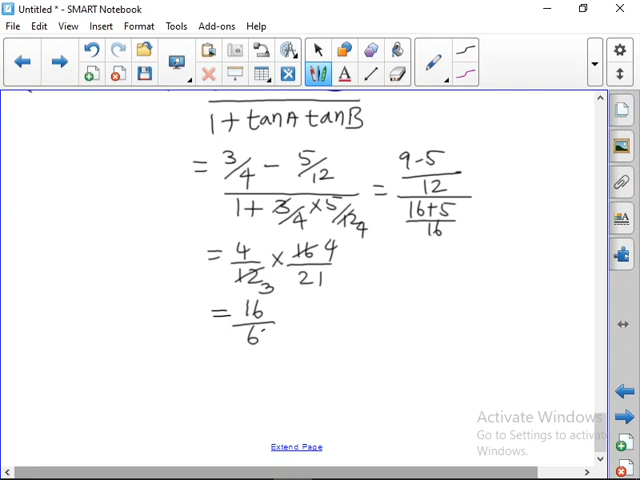 Untitled * - SMART Notebook
File Edit View Insert Format Tools Add-ons Help
1 + tanA tanB
= 3/4 - 5/12 = 9-5
12
1 + 3/4 × 5/12 4 16+5
16
= 4 × 16 4
12 3 21
= 16
6
Activate Windows
Go to Settings to activate
Windows.
Extend Page